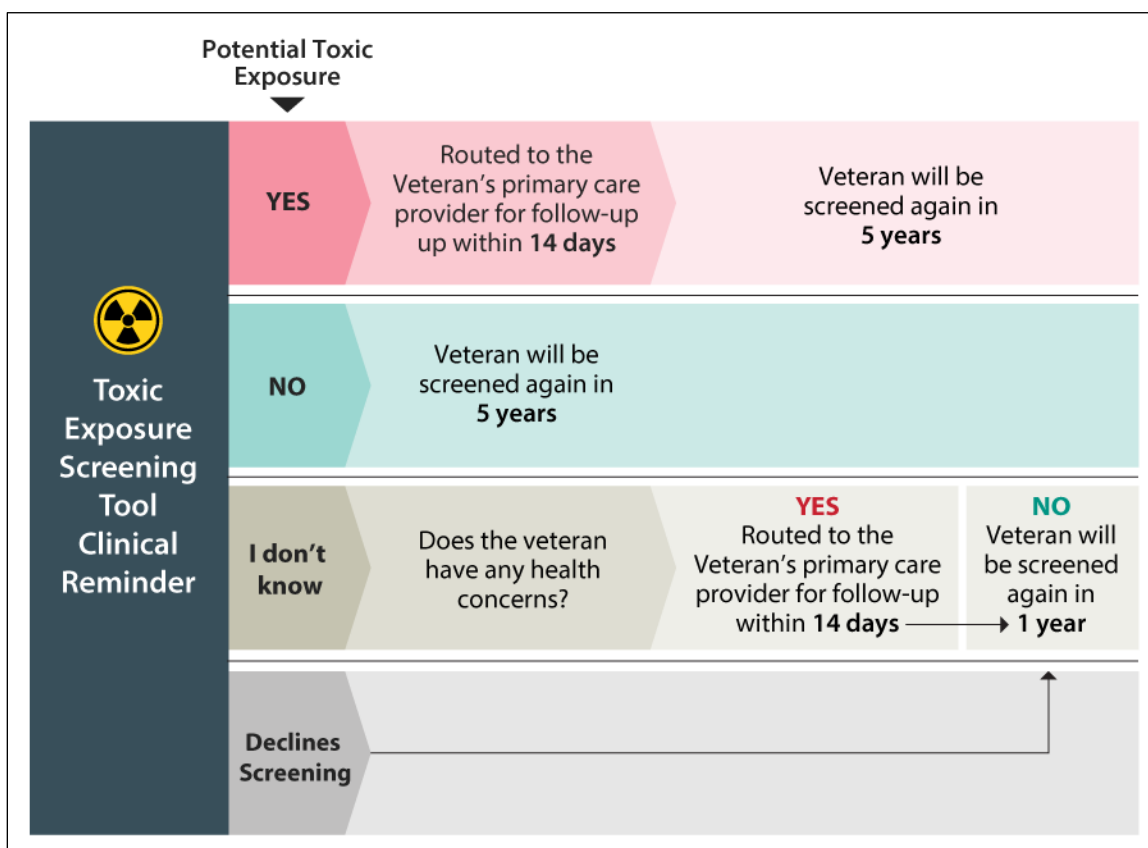 Potential Toxic
Exposure
Toxic
Exposure
Screening
Tool
Clinical
Reminder
YES
Routed to the
Veteran's primary care
provider for follow-up
up within 14 days
Veteran will be
screened again in
5 years
NO
Veteran will be
screened again in
5 years
I don't
know
Does the veteran
have any health
concerns?
YES
Routed to the
Veteran's primary care
provider for follow-up
within 14 days
NO
Veteran will
be screened
again in
1 year
Declines
Screening